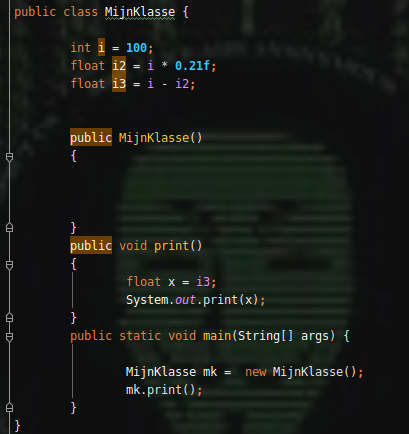 public class MijnKlasse {
int i = 100;
float i2 = i * 0.21f;
float i3 = i - i2;
public MijnKlasse()
{
}
public void print()
{
float x = i3;
System.out.print(x);
}
public static void main(String[] args) {
MijnKlasse mk =  new MijnKlasse();
mk.print();
}
}